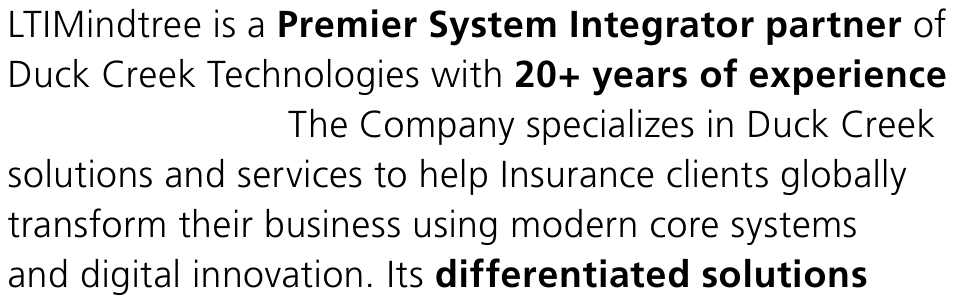 LTIMindtree is a Premier System Integrator partner of
Duck Creek Technologies with 20+ years of experience
The Company specializes in Duck Creek
solutions and services to help Insurance clients globally
transform their business using modern core systems
and digital innovation. Its differentiated solutions